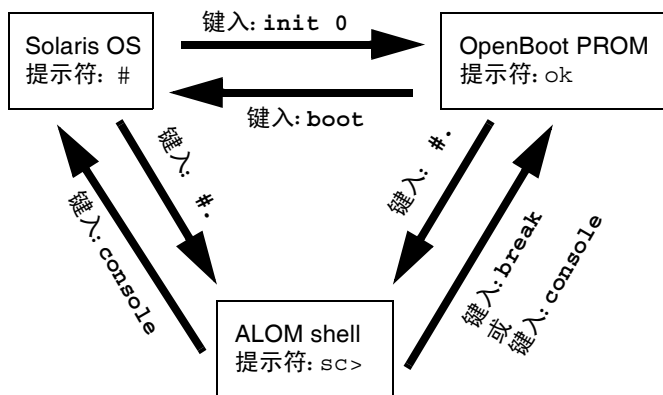 键入: init 0
Solaris OS
提示符: #
OpenBoot PROM
提示符: ok
键入: boot
键入: #.
键入: #.
键入: console
键入: break
或
键入: console
ALOM shell
提示符: sc>